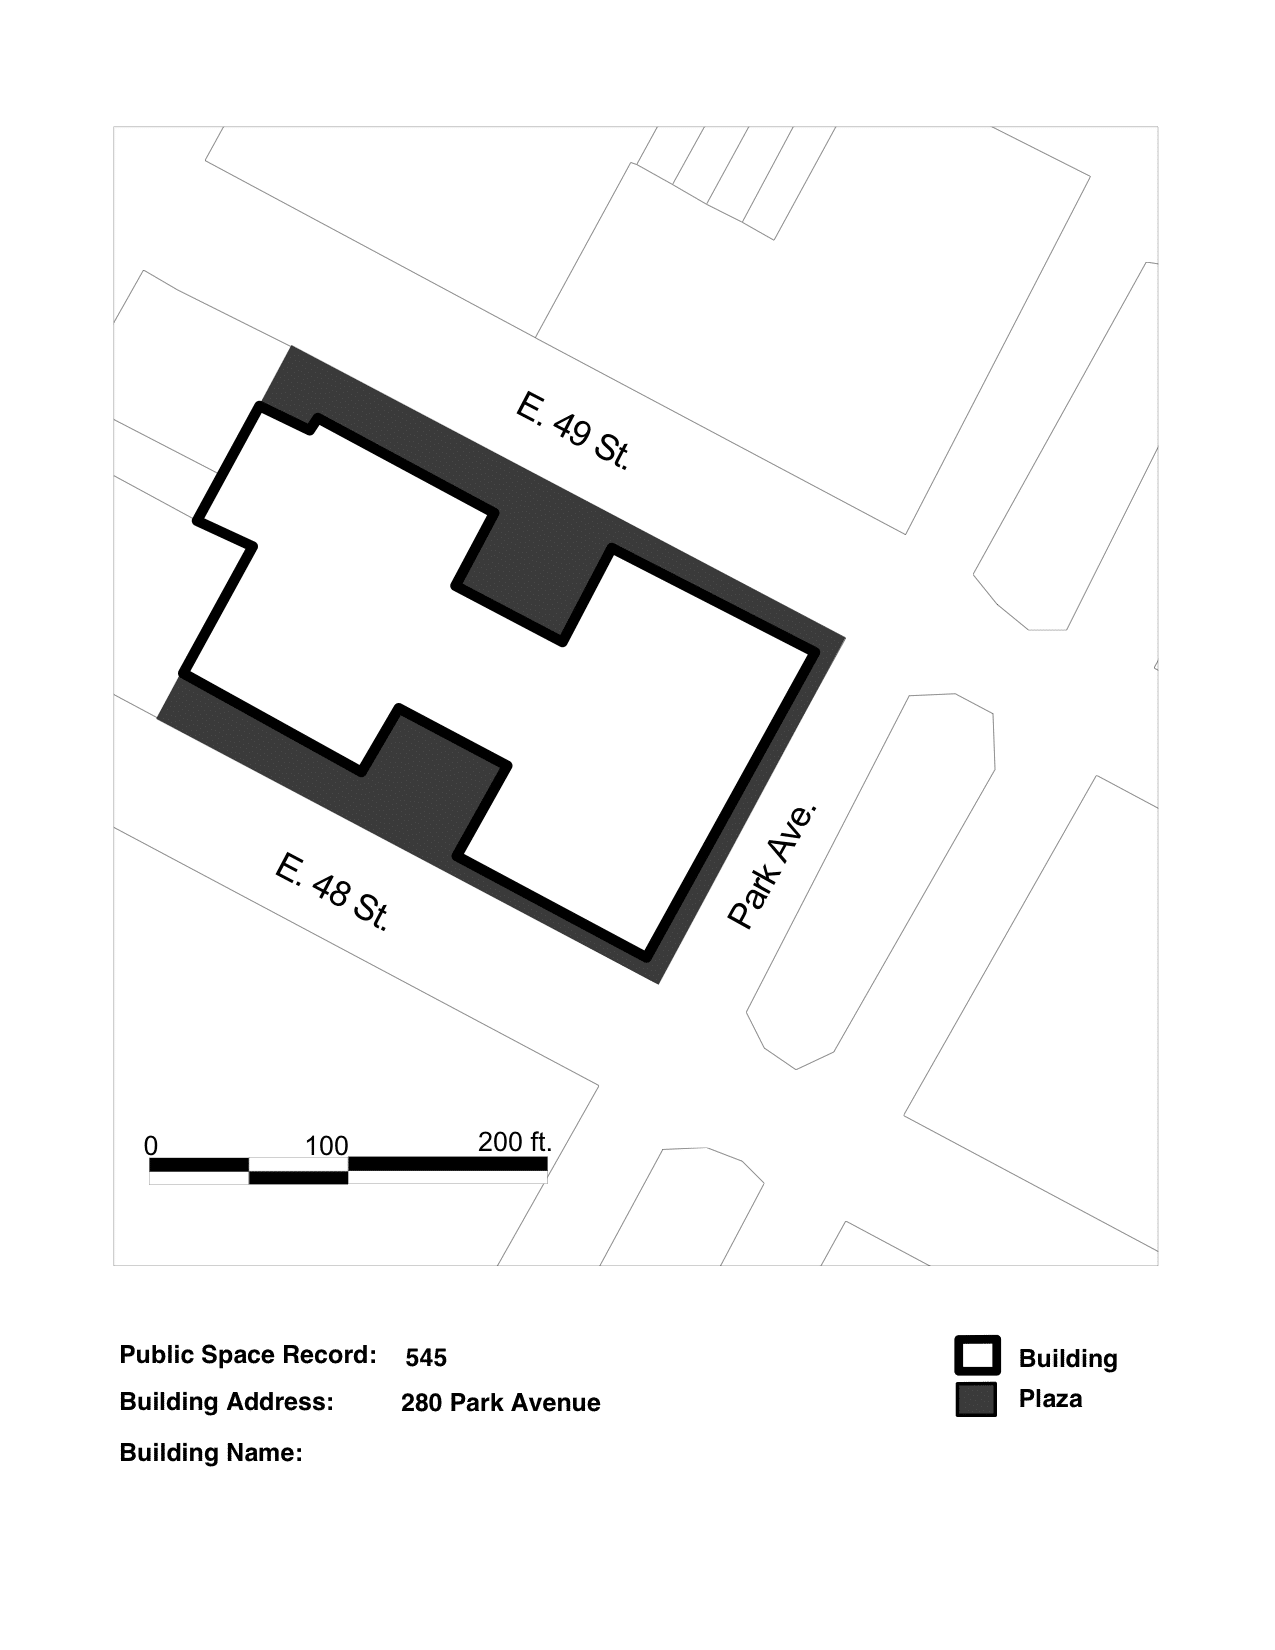 E. 49 St.
Park Ave.
E. 48 St.
0 100 200 ft.
Public Space Record: 545
Building Address: 280 Park Avenue
Building Name:
Building
Plaza